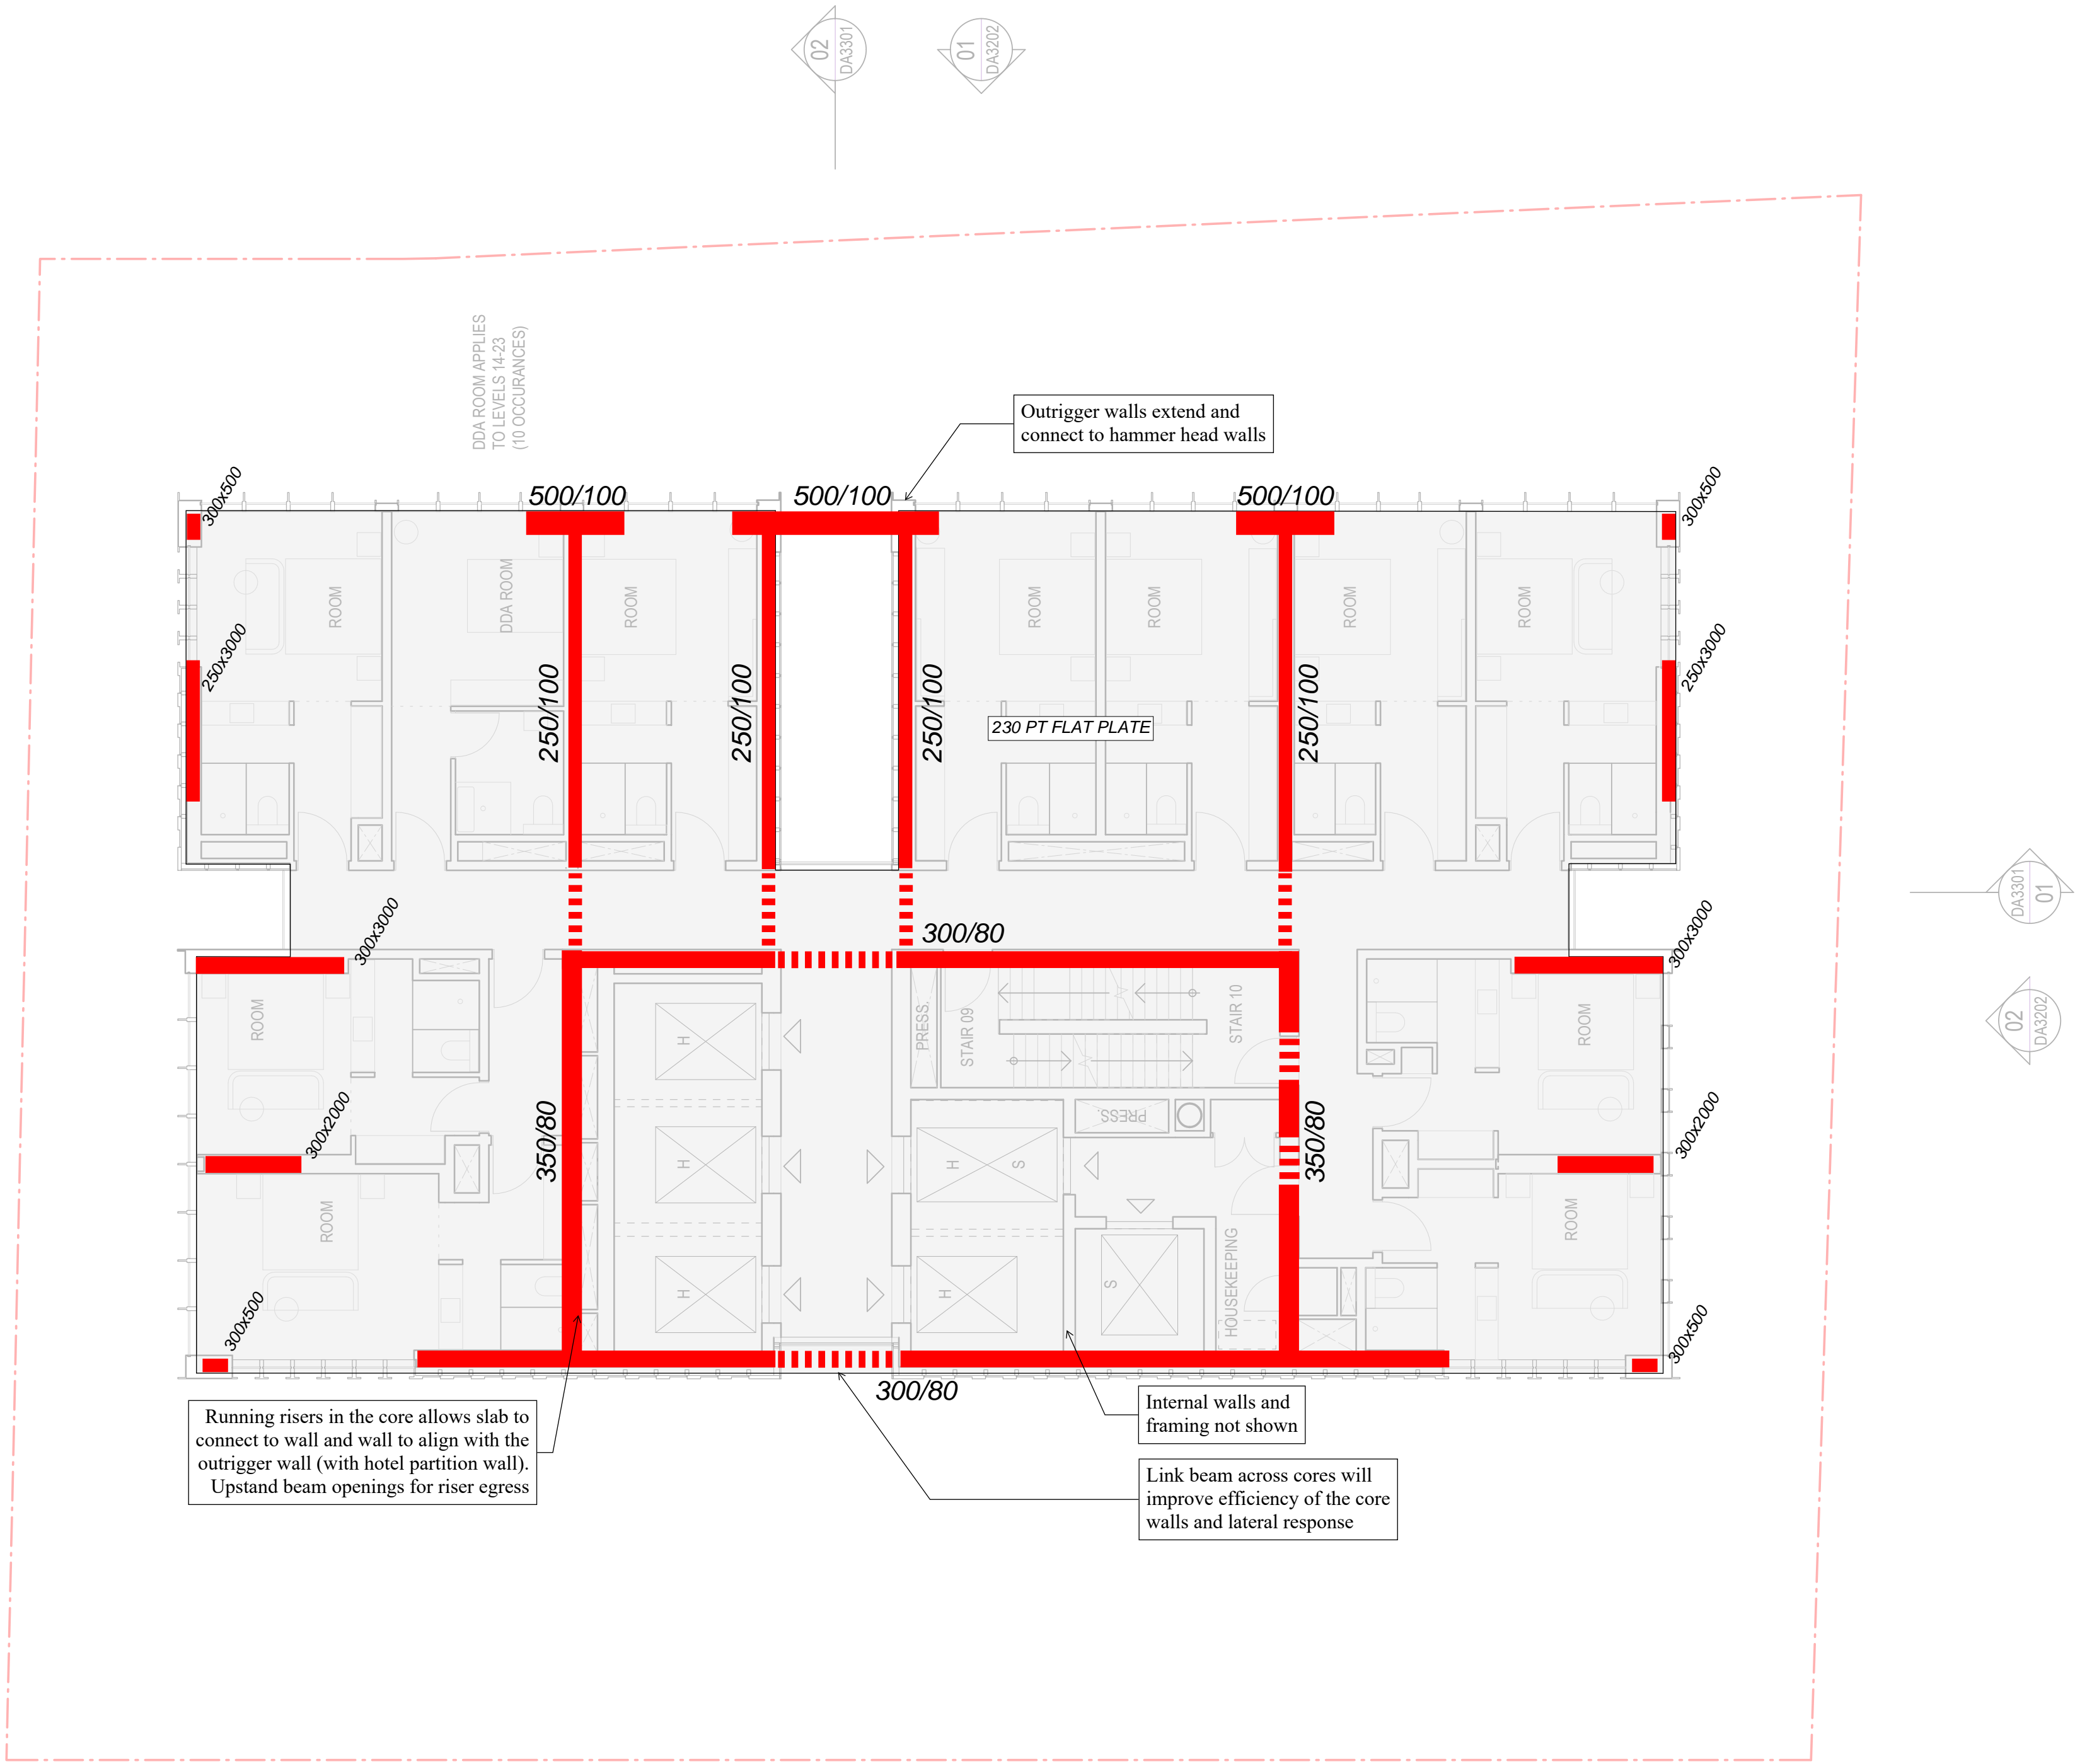 02
DA3301
01
DA3202
DDA ROOM APPLIES
TO LEVELS 14-23
(10 OCCURANCES)
Outrigger walls extend and
connect to hammer head walls
300x500
500/100
500/100
500/100
300x500
ROOM
DDA ROOM
ROOM
ROOM
ROOM
ROOM
ROOM
250x3000
250/100
250/100
250/100
230 PT FLAT PLATE
250/100
250x3000
DA3301
01
300x3000
300/80
300x3000
ROOM
H
PRESS.
STAIR 09
STAIR 10
ROOM
02
DA3202
300x2000
350/80
PRESS.
350/80
300x2000
H
H
S
ROOM
ROOM
300x500
H
H
S
HOUSEKEEPING
300x500
300/80
Running risers in the core allows slab to
connect to wall and wall to align with the
outrigger wall (with hotel partition wall).
Upstand beam openings for riser egress
Internal walls and
framing not shown
Link beam across cores will
improve efficiency of the core
walls and lateral response